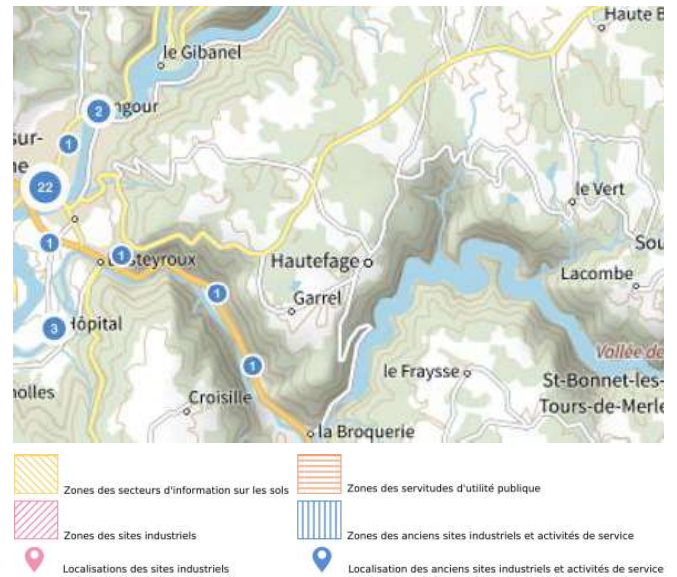 Haute B
le Gibanel
2
ngour
1
sur-
ne
22
le Vert
1
1
steyroux
Hautefage
Sou
Lacombe
1
Garrel
3
Hôpital
Vallée de
1
le Fraysse
St-Bonnet-les-
Tours-de-Merle
nolles
Croisille
la Broquerie
Zones des secteurs d'information sur les sols
Zones des servitudes d'utilité publique
Zones des sites industriels
Zones des anciens sites industriels et activités de service
Localisations des sites industriels
Localisation des anciens sites industriels et activités de service